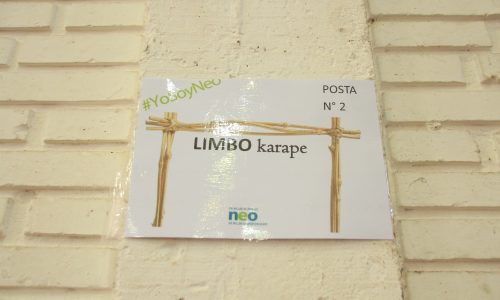 #YoSoyNeo
POSTA
N° 2
LIMBO karape
neo